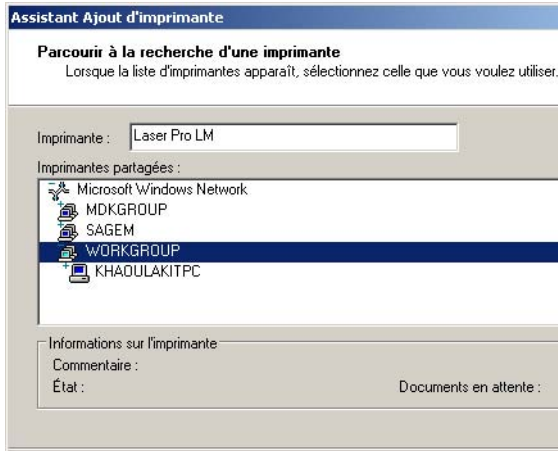 Assistant Ajout d'imprimante
Parcourir à la recherche d'une imprimante
Lorsque la liste d'imprimantes apparaît, sélectionnez celle que vous voulez utiliser.
Imprimante :
Laser Pro LM
Imprimantes partagées :
Microsoft Windows Network
MDKGROUP
SAGEM
WORKGROUP
KHAOULAKITPC
Informations sur l'imprimante
Commentaire :
État :
Documents en attente :